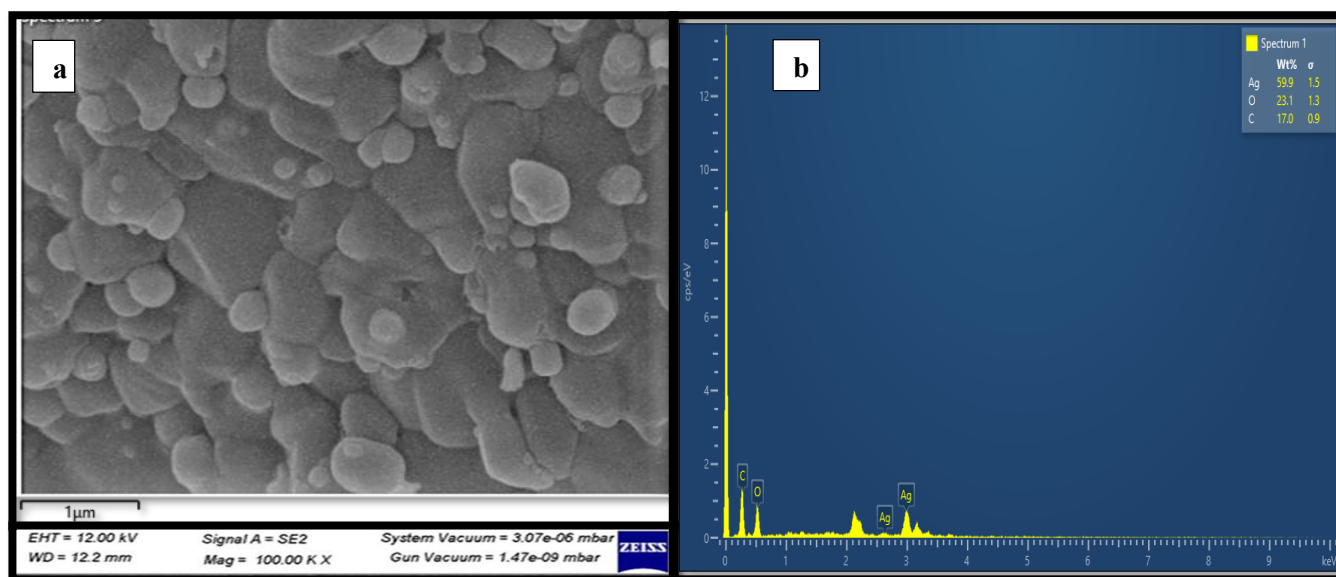 Spectrum 5
a
1μm
EHT = 12.00 kV
Signal A = SE2
System Vacuum = 3.07e-06 mbar
WD = 12.2 mm
Mag = 100.00 K X
Gun Vacuum = 1.47e-09 mbar
ZEISS
b
Spectrum 1
Wt% σ
Ag 59.9 1.5
O 23.1 1.3
C 17.0 0.9
cps/eV
12
10
8
6
4
2
0
C
O
Ag
Ag
0 1 2 3 4 5 6 7 8 9 keV